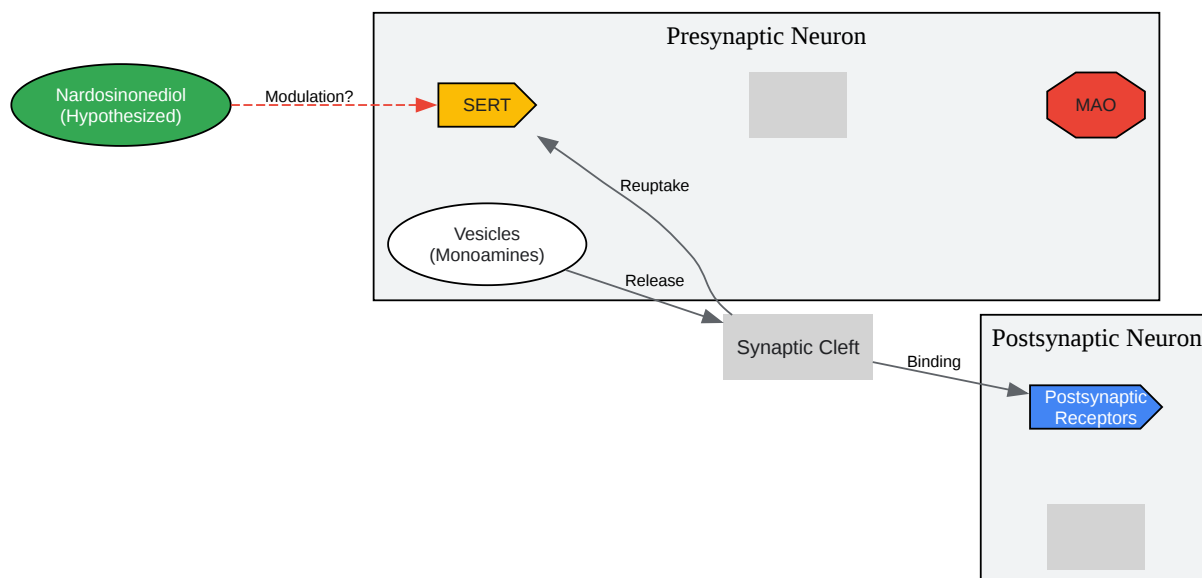 Presynaptic Neuron
Nardosinonediol
(Hypothesized)
Modulation?
SERT
MAO
Reuptake
Vesicles
(Monoamines)
Release
Synaptic Cleft
Postsynaptic Neuron
Binding
Postsynaptic
Receptors